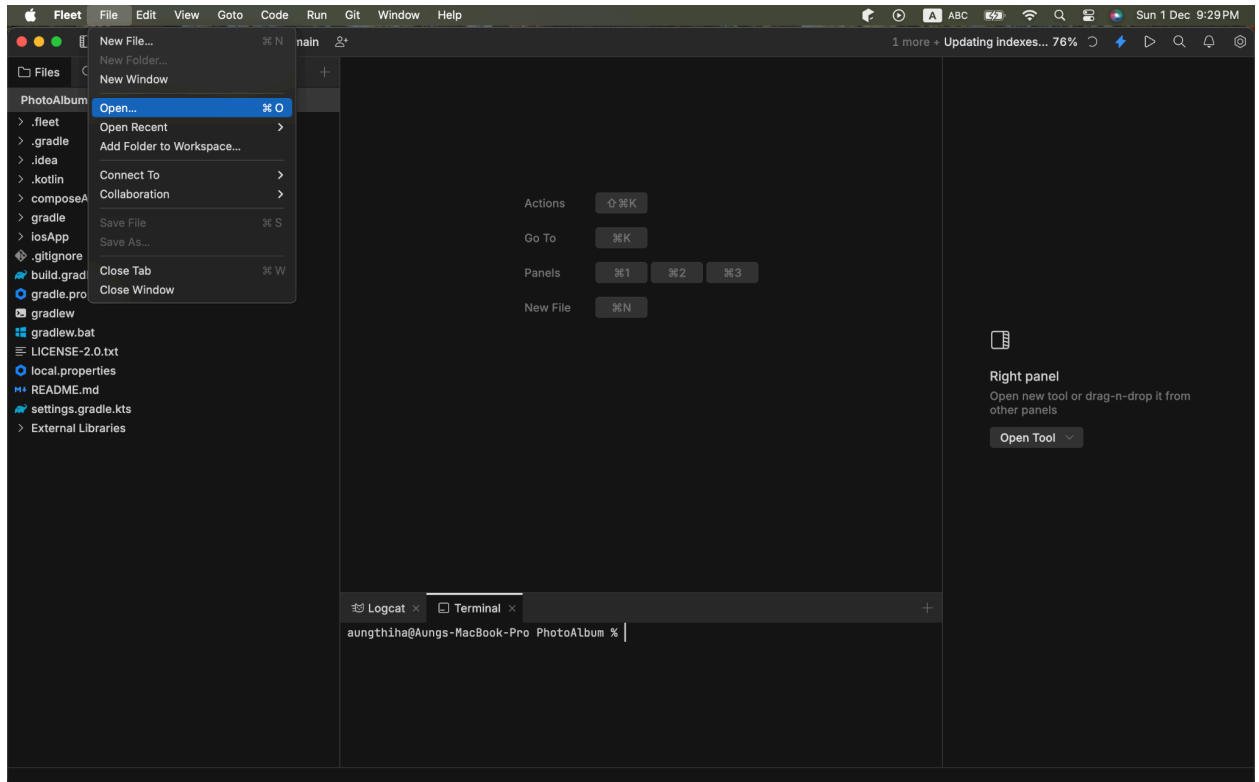 Fleet File Edit View Goto Code Run Git Window Help A ABC Sun 1 Dec 9:29 PM
main 1 more + Updating indexes... 76%
Files
PhotoAlbum
New File... ⌘ N
New Folder...
New Window
Open... ⌘ O
Open Recent
Add Folder to Workspace...
Connect To
Collaboration
Save File ⌘ S
Save As...
Close Tab ⌘ W
Close Window
.fleet
.gradle
.idea
.kotlin
composeA
gradle
iosApp
.gitignore
build.grad
gradle.pro
gradlew
gradlew.bat
LICENSE-2.0.txt
local.properties
M↓ README.md
settings.gradle.kts
External Libraries
Actions ⇧⌘K
Go To ⌘K
Panels ⌘1 ⌘2 ⌘3
New File ⌘N
Right panel
Open new tool or drag-n-drop it from
other panels
Open Tool
Logcat Terminal
aungthiha@Aungs-MacBook-Pro PhotoAlbum %